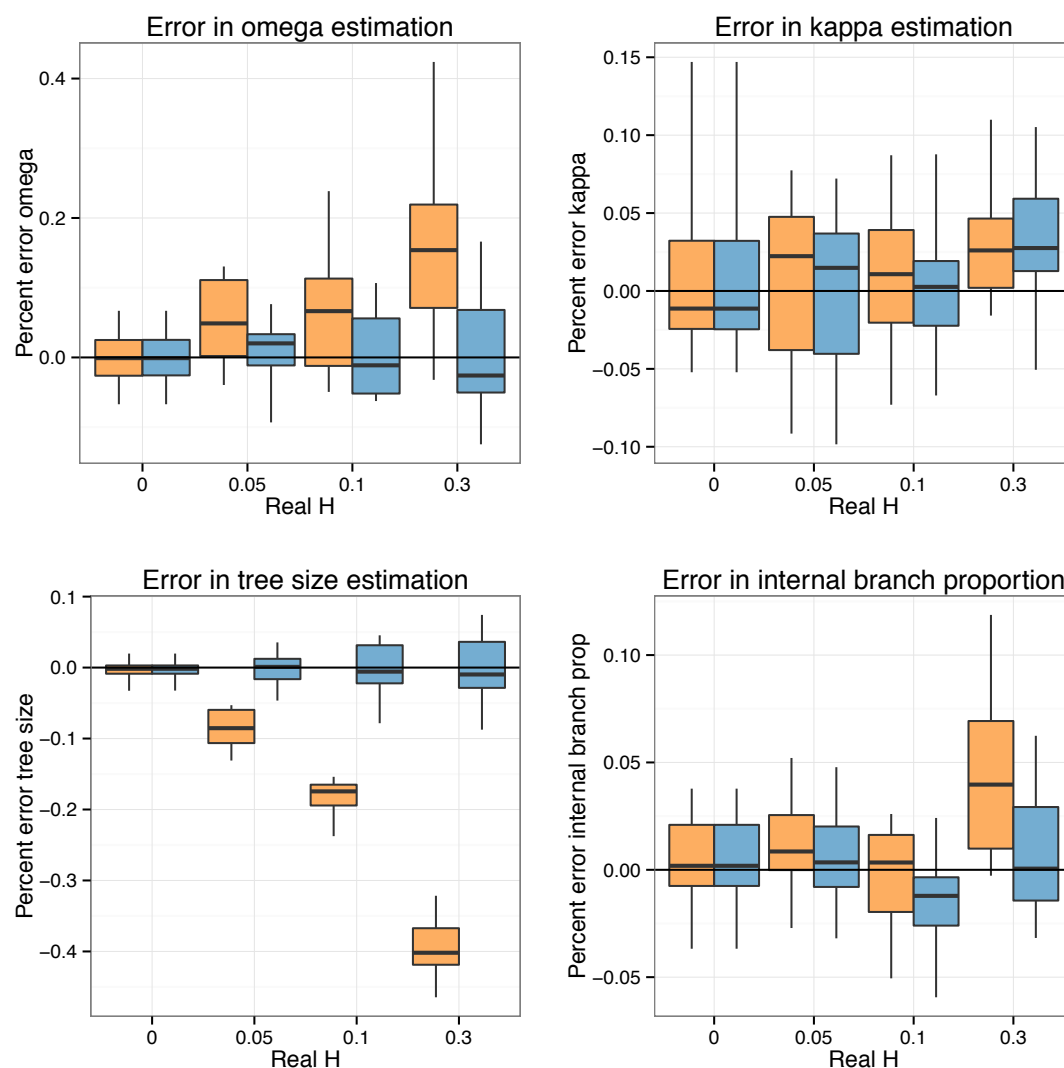 Error in omega estimation
Percent error omega
0.4
0.2
0.0
0 0.05 0.1 0.3
Real H
Error in kappa estimation
Percent error kappa
0.15
0.10
0.05
0.00
−0.05
−0.10
0 0.05 0.1 0.3
Real H
Error in tree size estimation
Percent error tree size
0.1
0.0
−0.1
−0.2
−0.3
−0.4
0 0.05 0.1 0.3
Real H
Error in internal branch proportion
Percent error internal branch prop
0.10
0.05
0.00
−0.05
0 0.05 0.1 0.3
Real H